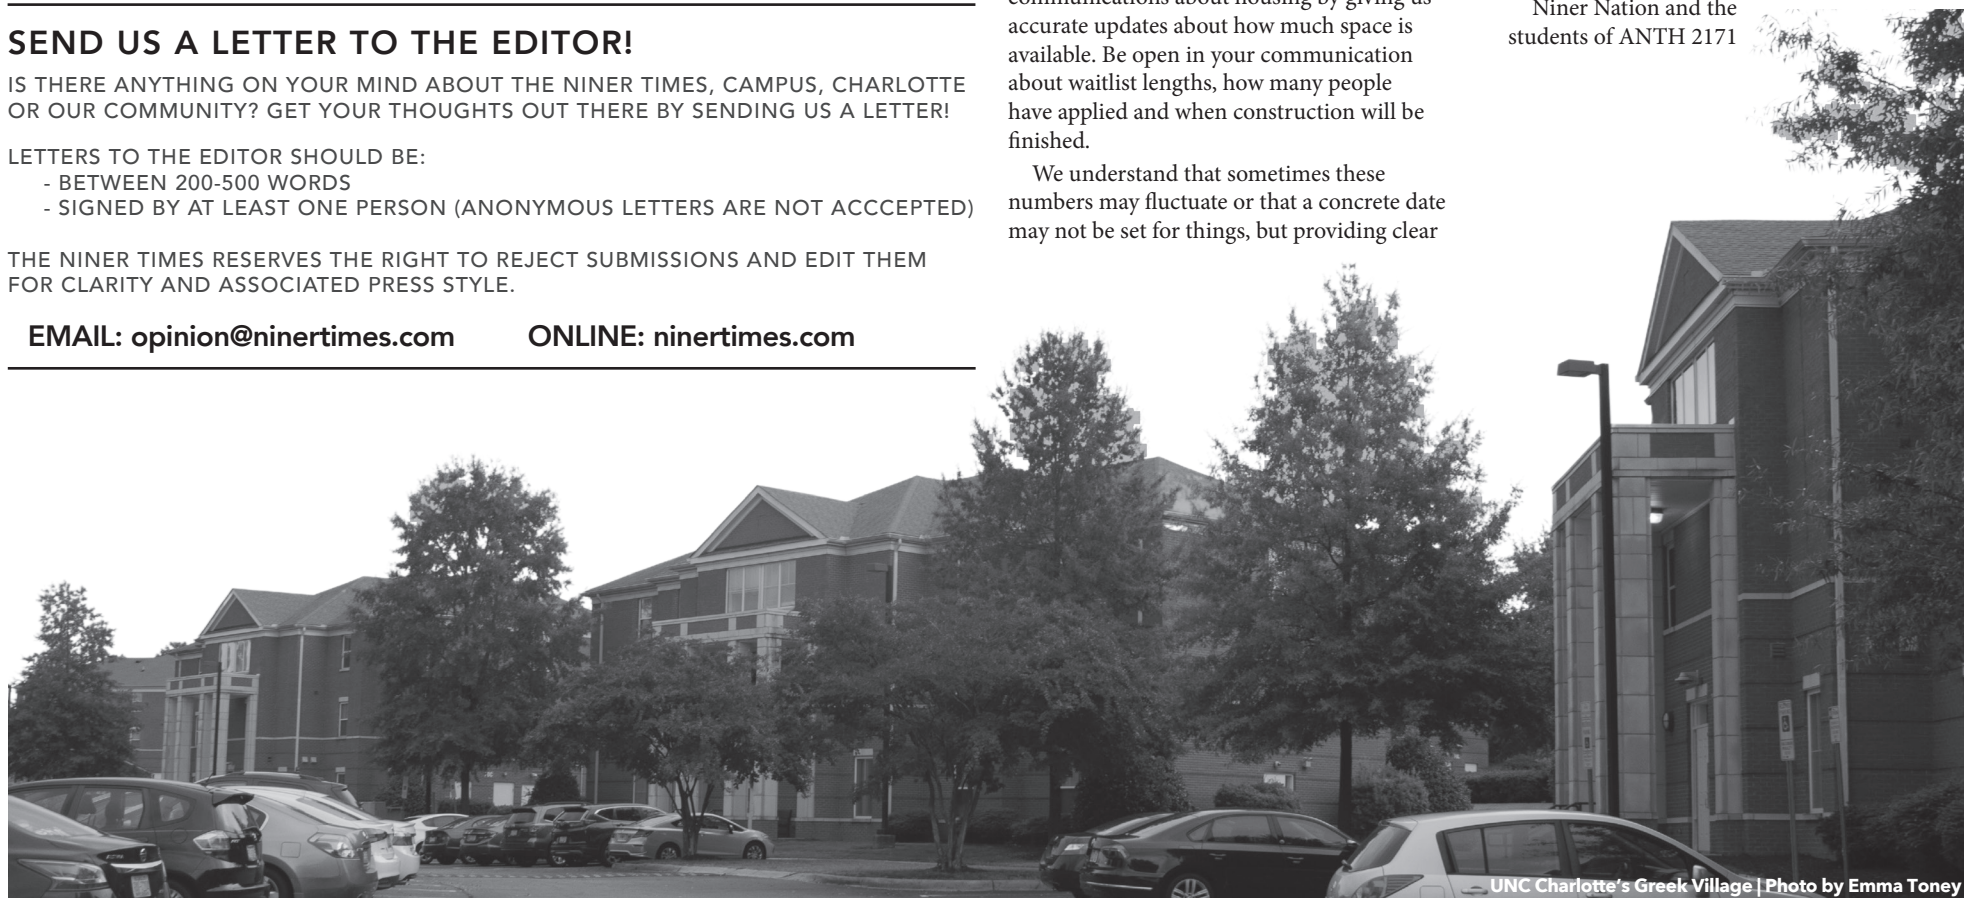 SEND US A LETTER TO THE EDITOR!
IS THERE ANYTHING ON YOUR MIND ABOUT THE NINER TIMES, CAMPUS, CHARLOTTE
OR OUR COMMUNITY? GET YOUR THOUGHTS OUT THERE BY SENDING US A LETTER!
LETTERS TO THE EDITOR SHOULD BE:
- BETWEEN 200-500 WORDS
- SIGNED BY AT LEAST ONE PERSON (ANONYMOUS LETTERS ARE NOT ACCCEPTED)
THE NINER TIMES RESERVES THE RIGHT TO REJECT SUBMISSIONS AND EDIT THEM
FOR CLARITY AND ASSOCIATED PRESS STYLE.
EMAIL: opinion@ninertimes.com ONLINE: ninertimes.com
communications about housing by giving us
accurate updates about how much space is
available. Be open in your communication
about waitlist lengths, how many people
have applied and when construction will be
finished.
We understand that sometimes these
numbers may fluctuate or that a concrete date
may not be set for things, but providing clear
Niner Nation and the
students of ANTH 2171
UNC Charlotte's Greek Village | Photo by Emma Toney